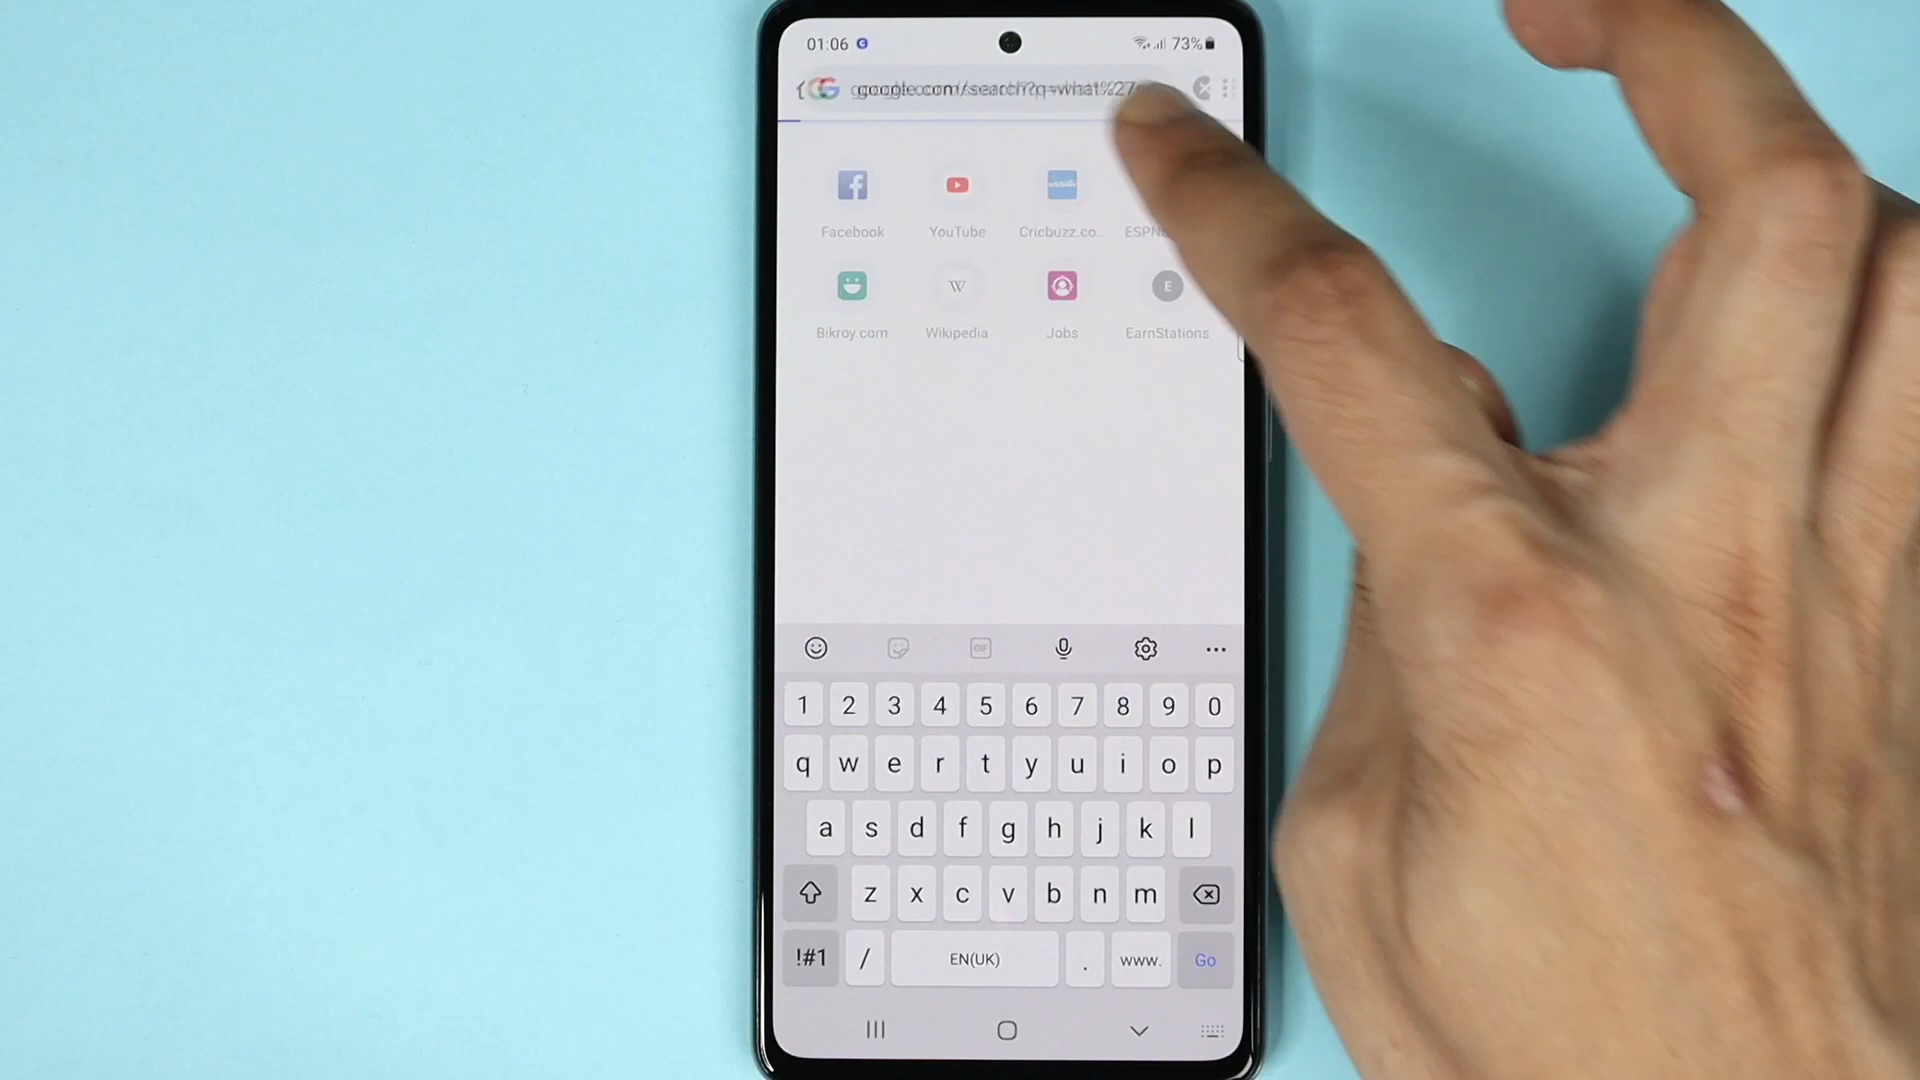 01:06 G 73%
google.com/search?q=what%27
Facebook YouTube Cricbuzz.co...
Bikroy.com W Wikipedia Jobs E EarnStations
GIF
1 2 3 4 5 6 7 8 9 0
q w e r t y u i o p
a s d f g h j k l
z x c v b n m
!#1 / EN(UK) . www. Go